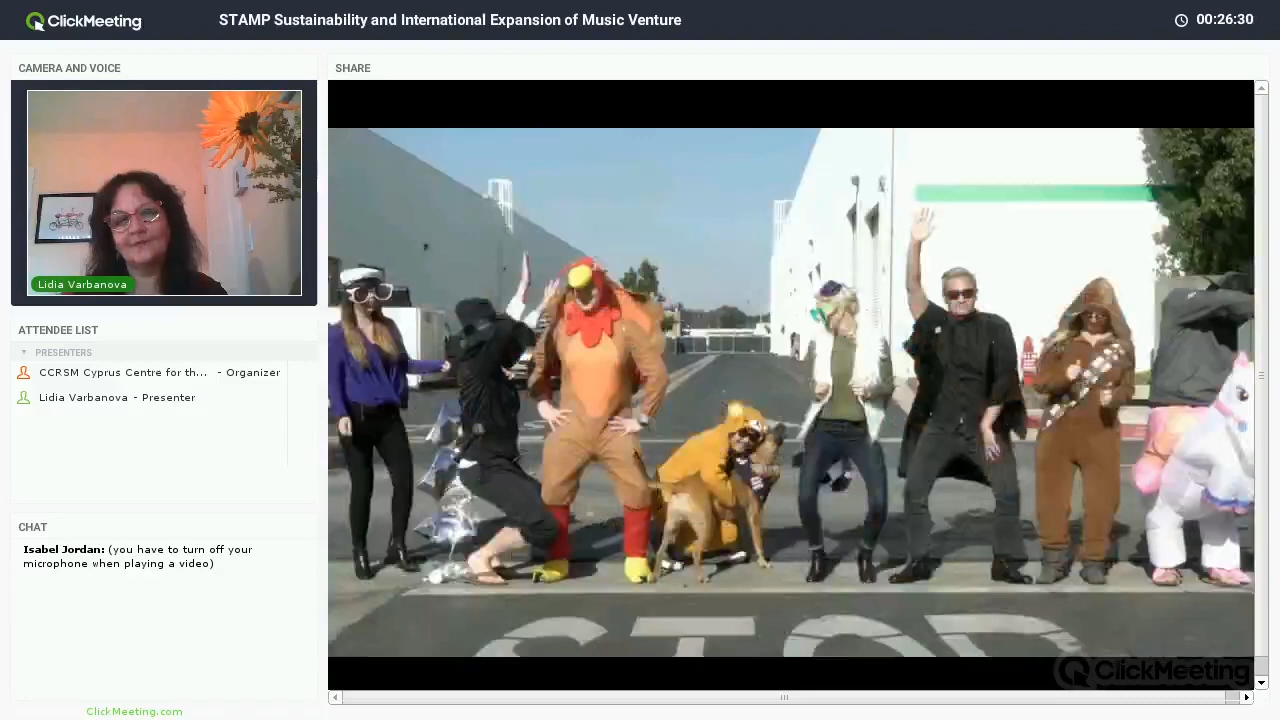 ClickMeeting
STAMP Sustainability and International Expansion of Music Venture
00:26:30
CAMERA AND VOICE
SHARE
Lidia Varbanova
ATTENDEE LIST
PRESENTERS
CCRSM Cyprus Centre for th... - Organizer
Lidia Varbanova - Presenter
CHAT
Isabel Jordan: (you have to turn off your
microphone when playing a video)
STOP
ClickMeeting
ClickMeeting.com